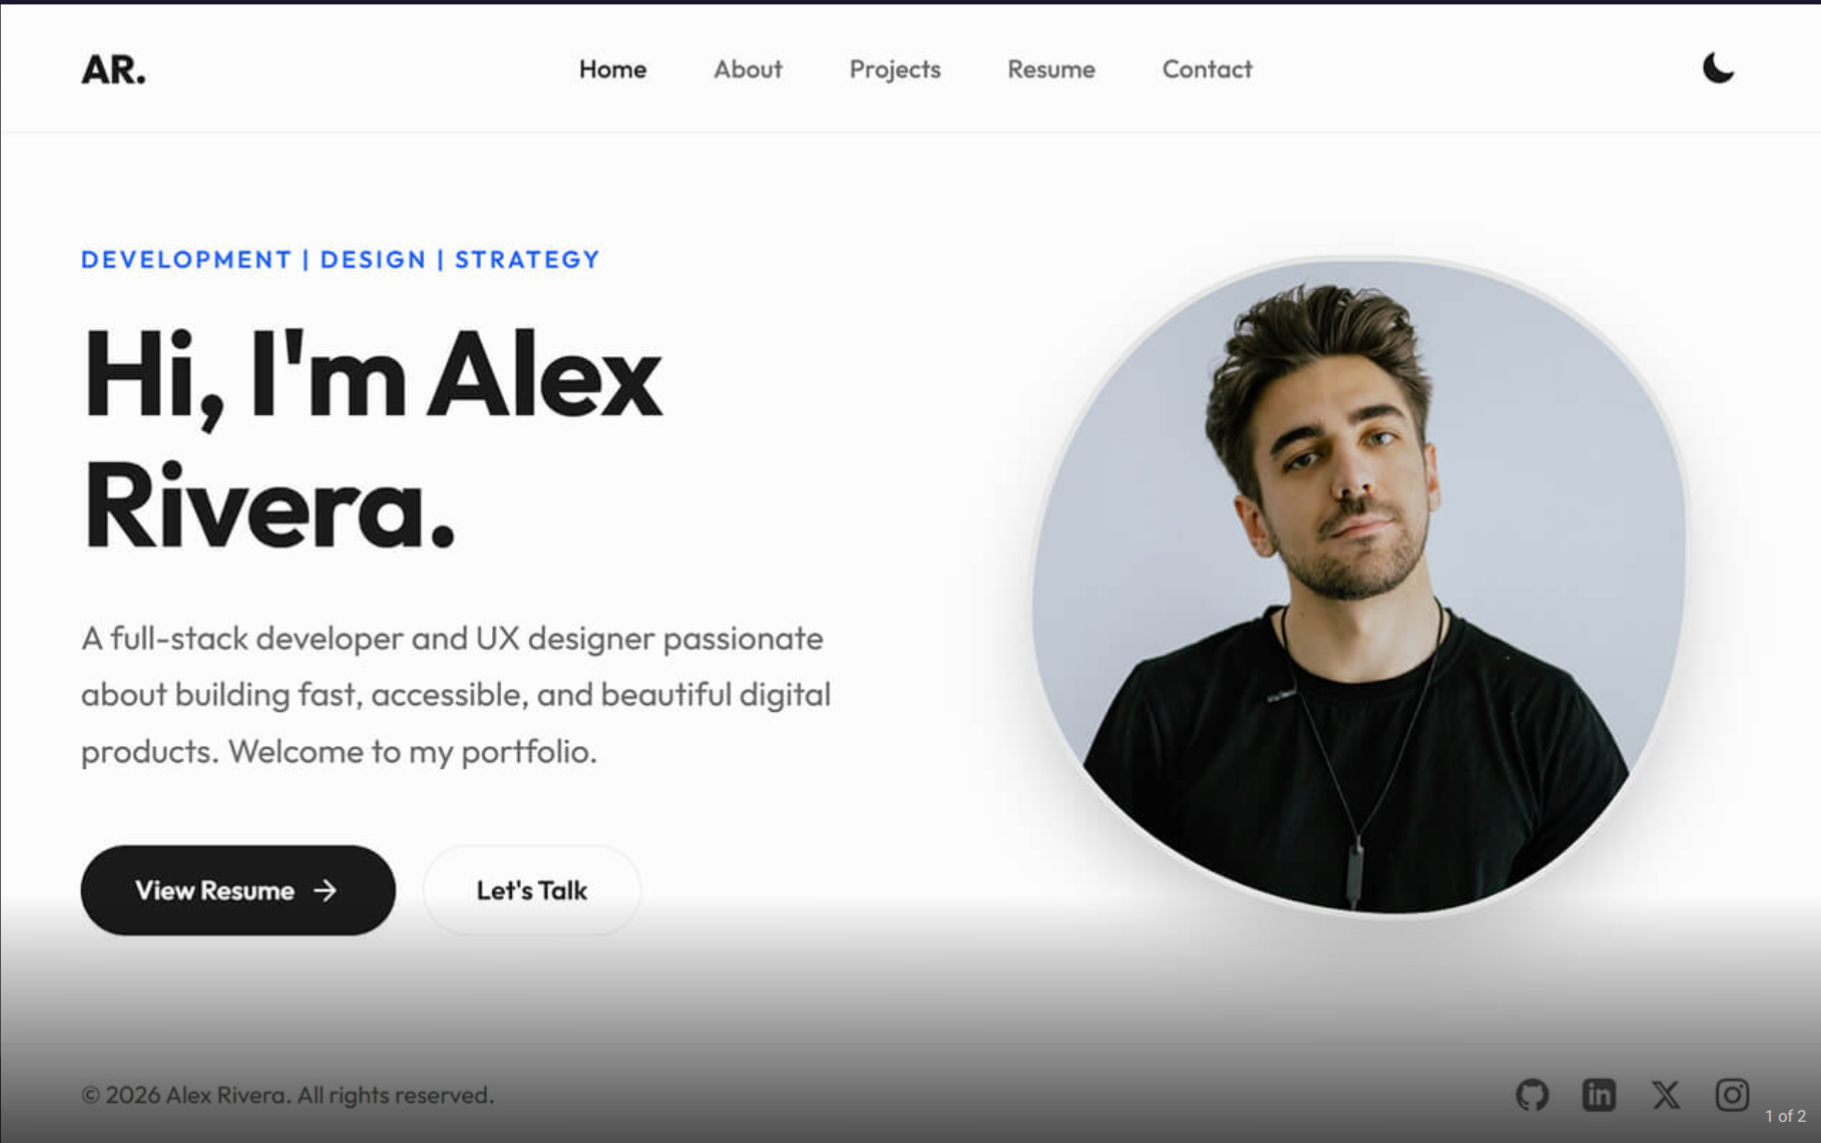 AR.
Home About Projects Resume Contact
DEVELOPMENT | DESIGN | STRATEGY
Hi, I'm Alex
Rivera.
A full-stack developer and UX designer passionate
about building fast, accessible, and beautiful digital
products. Welcome to my portfolio.
View Resume → Let's Talk
© 2026 Alex Rivera. All rights reserved.
in X
1 of 2